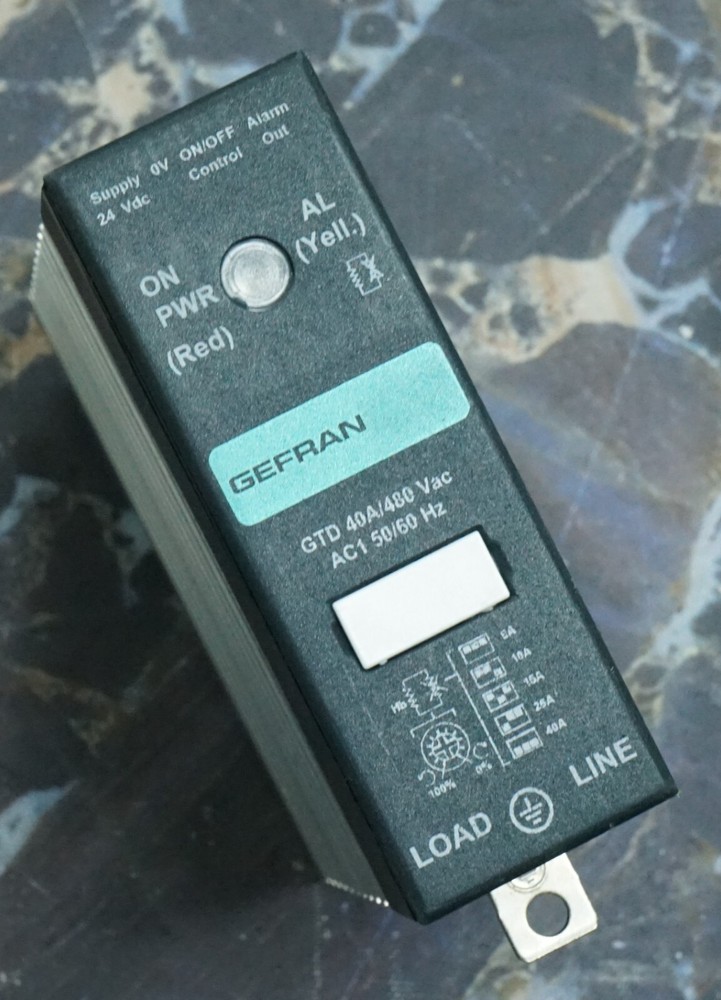 Supply 0V ON/OFF Alarm
24 Vdc Control Out
AL
(Yell.)
ON
PWR
(Red)
GEFRAN
GTD 40A/480 Vac
AC1 50/60 Hz
10A
15A
25A
40A
Hb
100% 0%
LOAD LINE